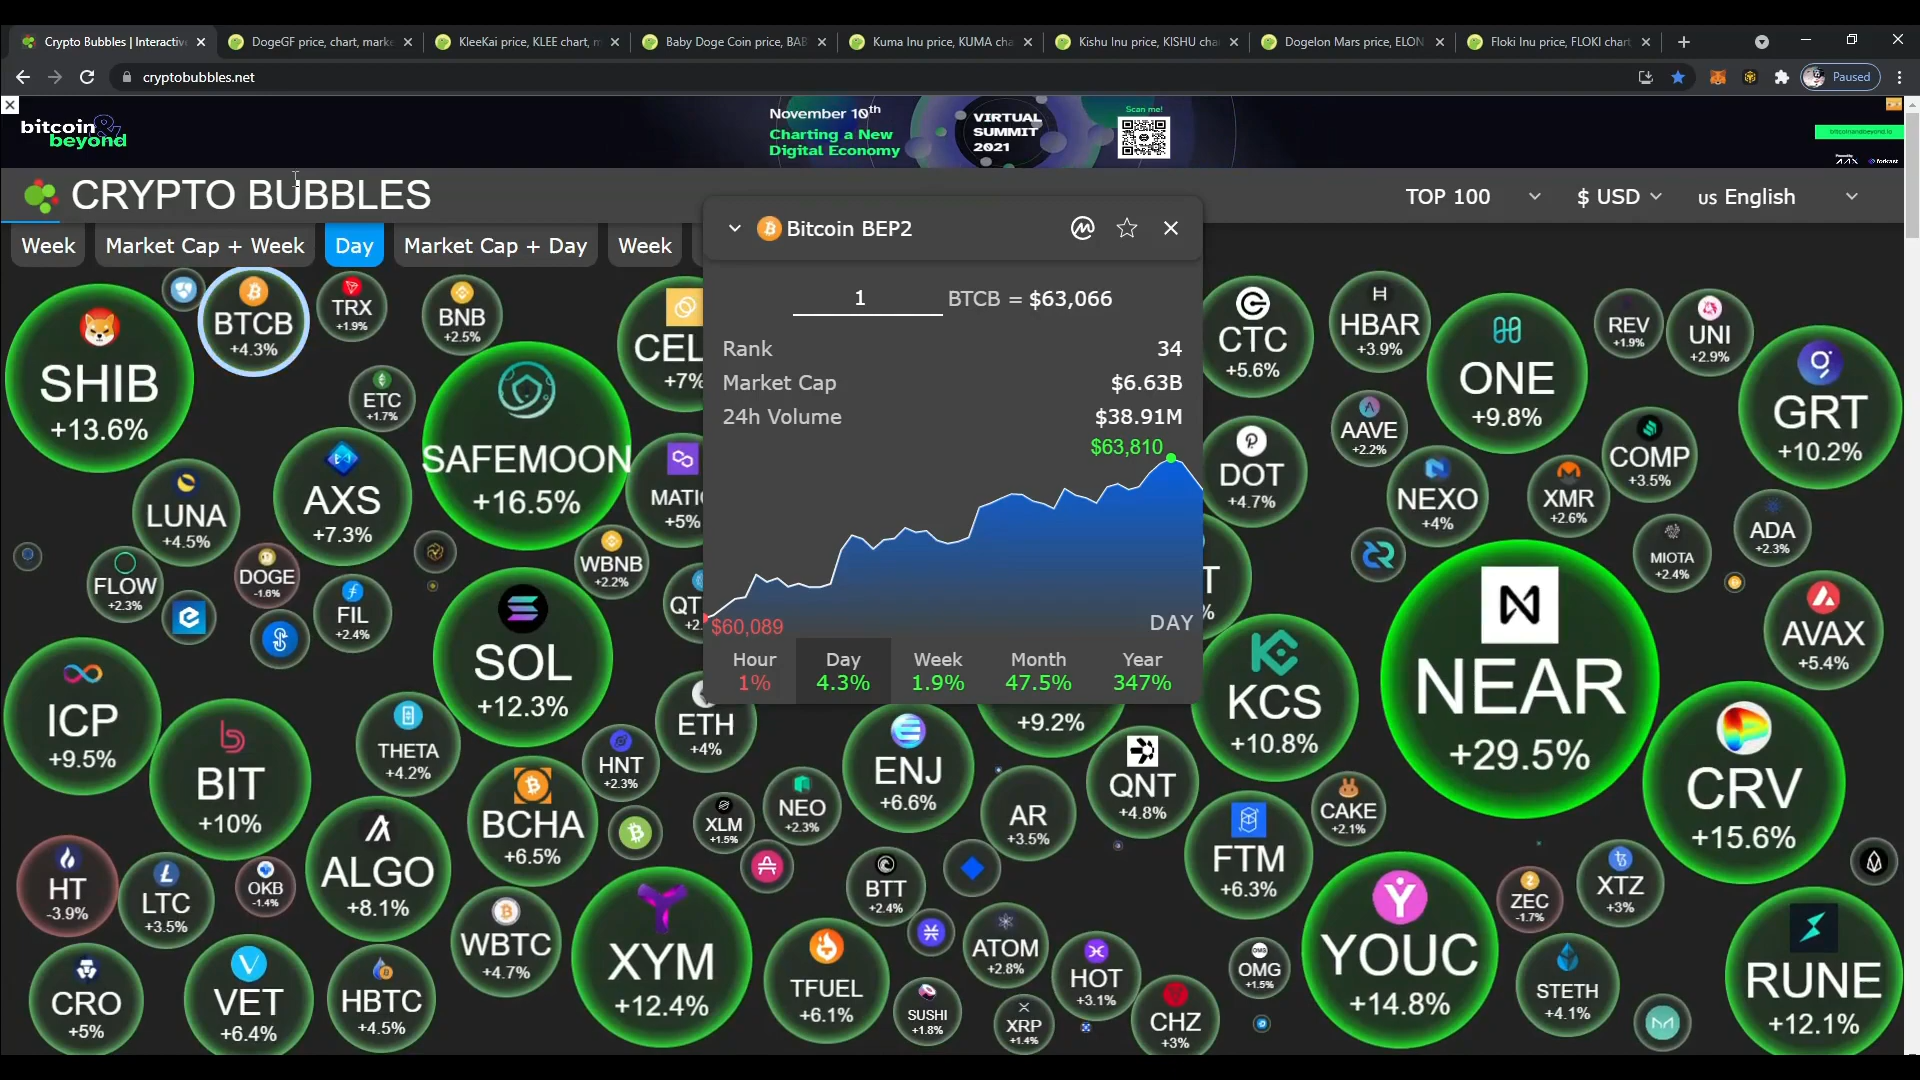 Crypto Bubbles | Interactiv
DogeGF price, chart, marke
KleeKai price, KLEE chart, m
Baby Doge Coin price, BAB
Kuma Inu price, KUMA cha
Kishu Inu price, KISHU cha
Dogelon Mars price, ELON
Floki Inu price, FLOKI chart
cryptobubbles.net
Paused
bitcoin&
beyond
November 10th
Charting a New
Digital Economy
VIRTUAL
SUMMIT
2021
Scan me!
bitcoinandbeyond.io
CRYPTO BUBBLES
TOP 100
$ USD
us English
Week
Market Cap + Week
Day
Market Cap + Day
Week
Bitcoin BEP2
1
BTCB = $63,066
Rank
34
Market Cap
$6.63B
24h Volume
$38.91M
$63,810
$60,089
DAY
Hour
1%
Day
4.3%
Week
1.9%
Month
47.5%
Year
347%
SHIB
+13.6%
BTCB
+4.3%
TRX
+1.9%
BNB
+2.5%
CEL
+7%
ETC
+1.7%
SAFEMOON
+16.5%
AXS
+7.3%
LUNA
+4.5%
MATIC
+5%
FLOW
+2.3%
DOGE
-1.6%
FIL
+2.4%
WBNB
+2.2%
QT
+2.
SOL
+12.3%
ICP
+9.5%
BIT
+10%
THETA
+4.2%
HNT
+2.3%
ETH
+4%
BCHA
+6.5%
XLM
+1.5%
NEO
+2.3%
ENJ
+6.6%
+9.2%
AR
+3.5%
QNT
+4.8%
HT
-3.9%
LTC
+3.5%
OKB
-1.4%
ALGO
+8.1%
WBTC
+4.7%
XYM
+12.4%
BTT
+2.4%
TFUEL
+6.1%
SUSHI
+1.8%
ATOM
+2.8%
XRP
+1.4%
HOT
+3.1%
CHZ
+3%
CRO
+5%
VET
+6.4%
HBTC
+4.5%
CTC
+5.6%
HBAR
+3.9%
ONE
+9.8%
REV
+1.9%
UNI
+2.9%
GRT
+10.2%
AAVE
+2.2%
DOT
+4.7%
NEXO
+4%
XMR
+2.6%
COMP
+3.5%
MIOTA
+2.4%
ADA
+2.3%
T
%
NEAR
+29.5%
AVAX
+5.4%
KCS
+10.8%
CRV
+15.6%
CAKE
+2.1%
FTM
+6.3%
YOUC
+14.8%
ZEC
-1.7%
XTZ
+3%
OMG
+1.5%
STETH
+4.1%
RUNE
+12.1%